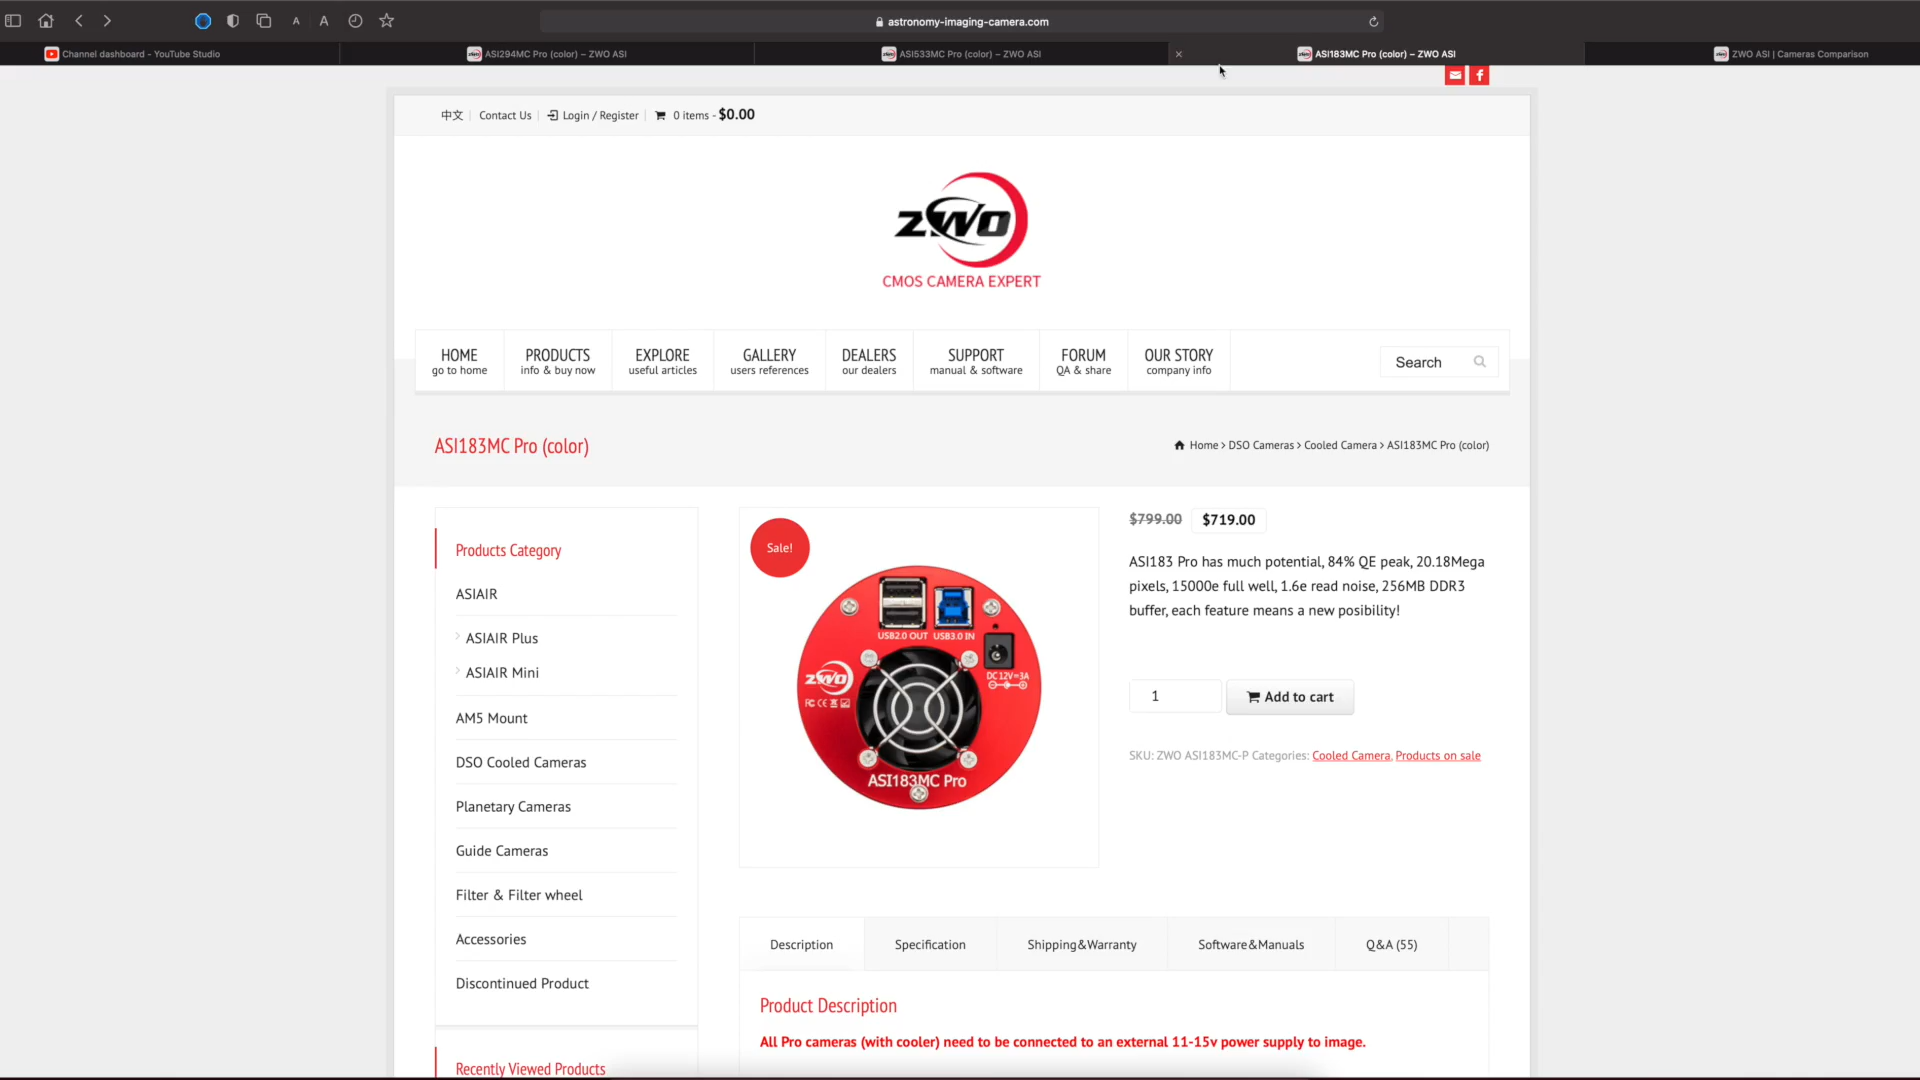 A A
astronomy-imaging-camera.com
Channel dashboard - YouTube Studio
ASI294MC Pro (color) – ZWO ASI
ASI533MC Pro (color) – ZWO ASI
ASI183MC Pro (color) – ZWO ASI
ZWO ASI | Cameras Comparison
中文 Contact Us Login / Register 0 items - $0.00
ZWO
CMOS CAMERA EXPERT
HOME
go to home
PRODUCTS
info & buy now
EXPLORE
useful articles
GALLERY
users references
DEALERS
our dealers
SUPPORT
manual & software
FORUM
QA & share
OUR STORY
company info
Search
ASI183MC Pro (color)
Home > DSO Cameras > Cooled Camera > ASI183MC Pro (color)
Products Category
ASIAIR
ASIAIR Plus
ASIAIR Mini
AM5 Mount
DSO Cooled Cameras
Planetary Cameras
Guide Cameras
Filter & Filter wheel
Accessories
Discontinued Product
Recently Viewed Products
Sale!
USB2.0 OUT USB3.0 IN
DC 12V=3A
ZWO
FC CE
ASI183MC Pro
$799.00 $719.00
ASI183 Pro has much potential, 84% QE peak, 20.18Mega
pixels, 15000e full well, 1.6e read noise, 256MB DDR3
buffer, each feature means a new posibility!
1
Add to cart
SKU: ZWO ASI183MC-P Categories: Cooled Camera, Products on sale
Description
Specification
Shipping&Warranty
Software&Manuals
Q&A (55)
Product Description
All Pro cameras (with cooler) need to be connected to an external 11-15v power supply to image.